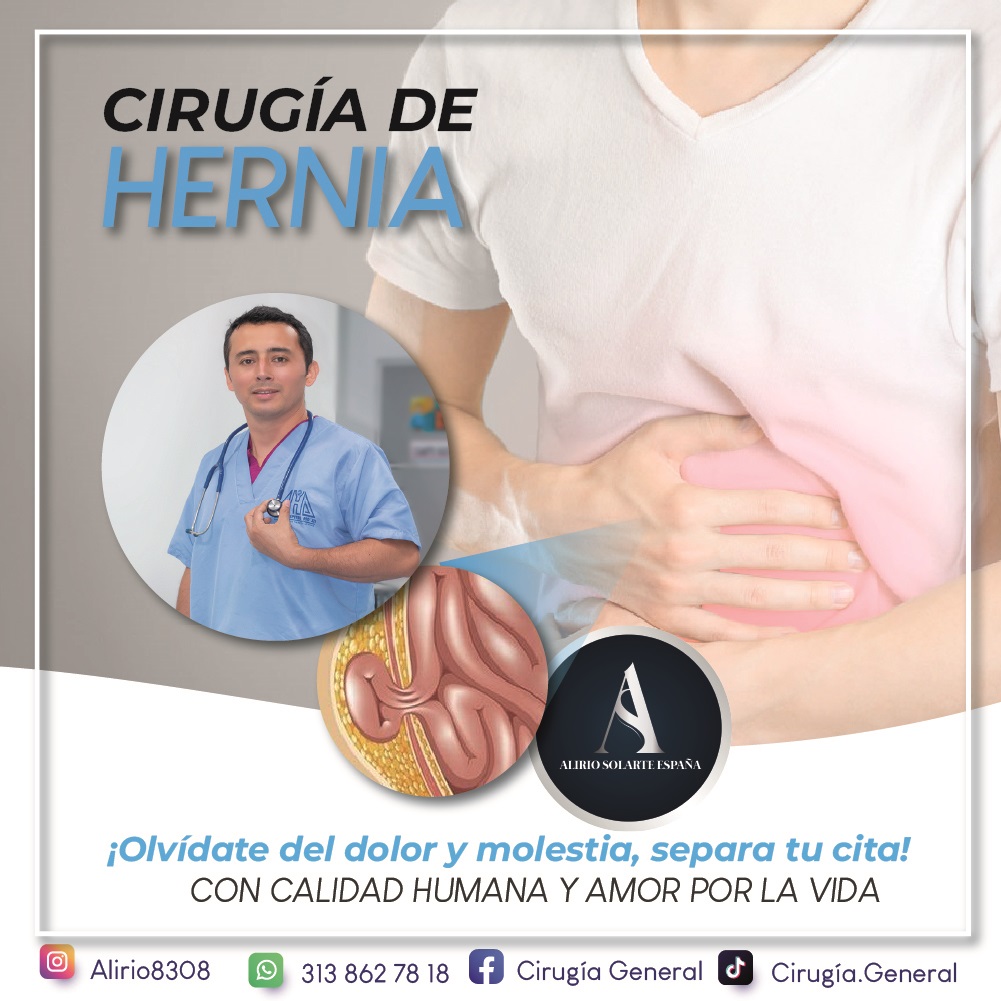 CIRUGÍA DE
HERNIA
ALIRIO SOLARTE ESPAÑA
¡Olvídate del dolor y molestia, separa tu cita!
CON CALIDAD HUMANA Y AMOR POR LA VIDA
Alirio8308
313 862 78 18
Cirugía General
Cirugía.General